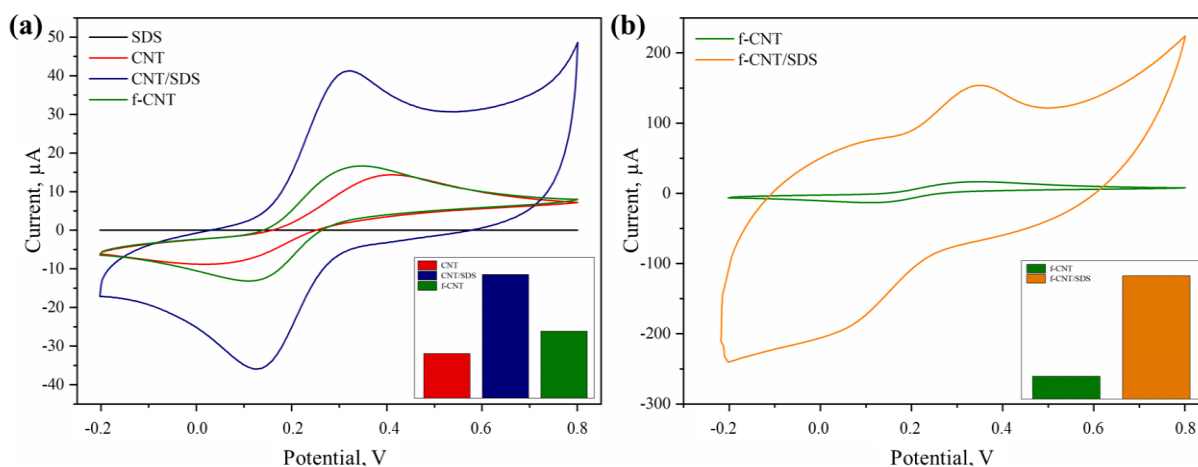 (a)
SDS
CNT
CNT/SDS
f-CNT
50
40
30
20
10
0
-10
-20
-30
-40
Current, µA
-0.2
0.0
0.2
0.4
0.6
0.8
Potential, V
CNT
CNT/SDS
f-CNT
(b)
f-CNT
f-CNT/SDS
200
100
0
-100
-200
-300
Current, µA
-0.2
0.0
0.2
0.4
0.6
0.8
Potential, V
f-CNT
f-CNT/SDS